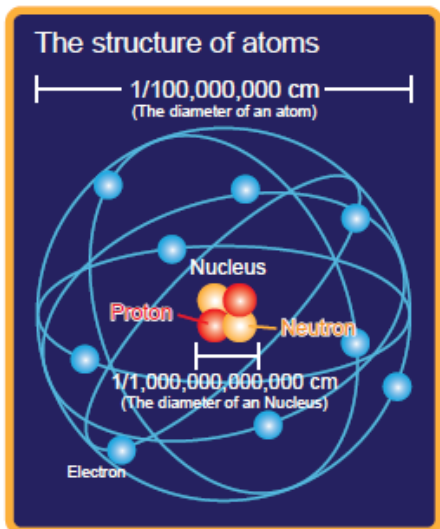 The structure of atoms
1/100,000,000 cm
(The diameter of an atom)
Nucleus
Proton
Neutron
1/1,000,000,000,000 cm
(The diameter of an Nucleus)
Electron